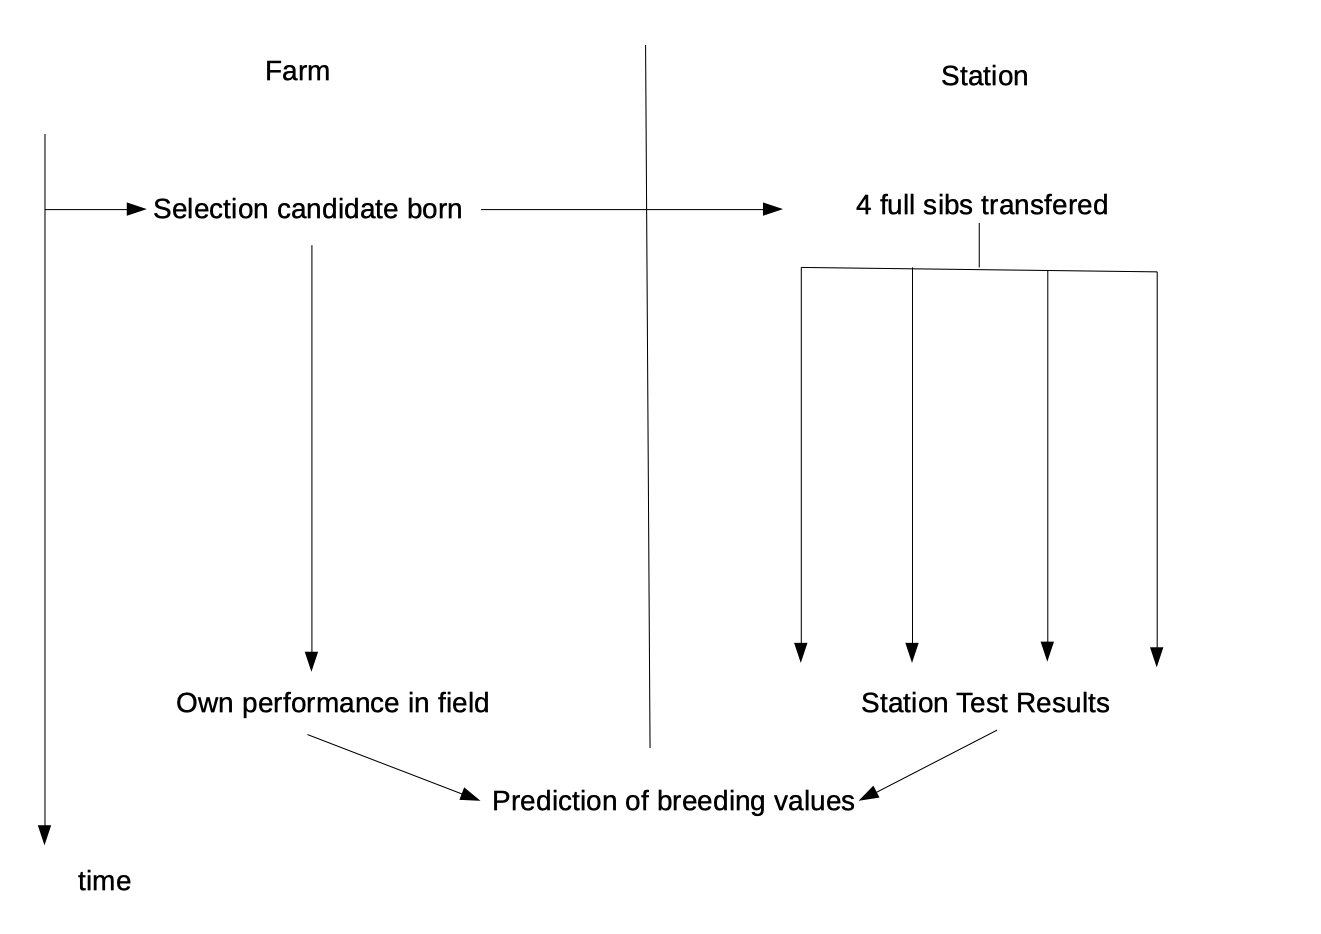 Farm
Station
Selection candidate born
4 full sibs transfered
Own performance in field
Station Test Results
Prediction of breeding values
time